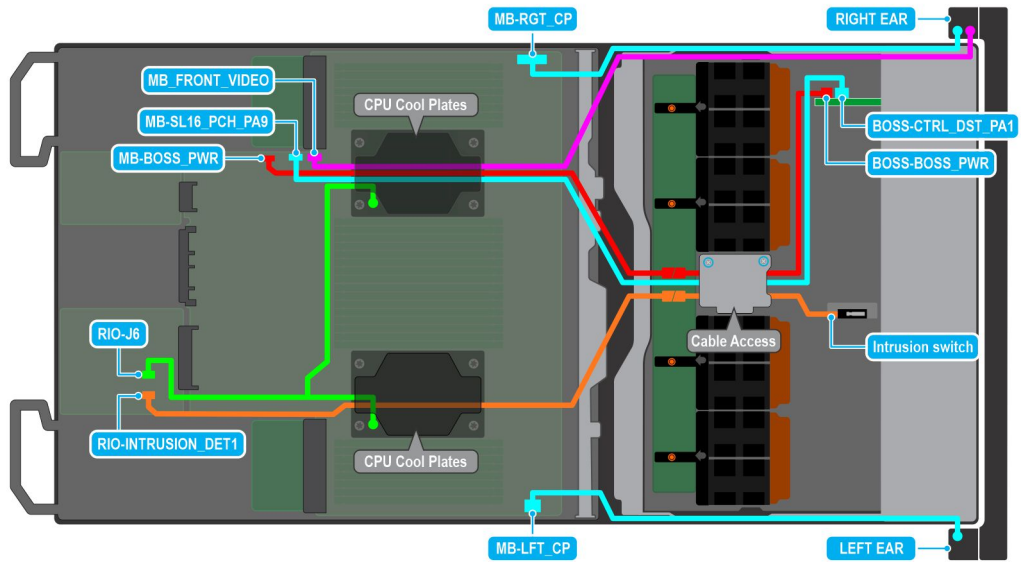 MB-RGT_CP
RIGHT EAR
MB_FRONT_VIDEO
CPU Cool Plates
MB-SL16_PCH_PA9
BOSS-CTRL_DST_PA1
MB-BOSS_PWR
BOSS-BOSS_PWR
RIO-J6
Cable Access
Intrusion switch
RIO-INTRUSION_DET1
CPU Cool Plates
MB-LFT_CP
LEFT EAR